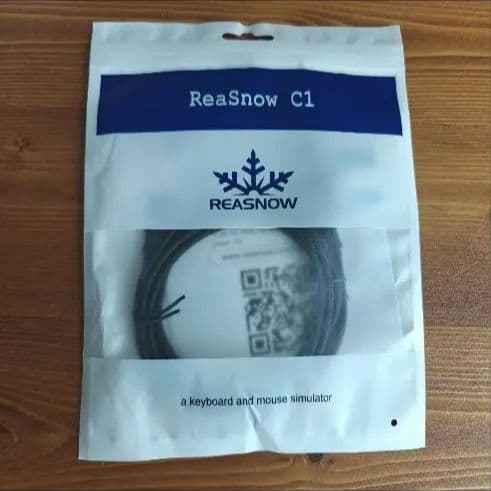 ReaSnow C1
REASNOW
a keyboard and mouse simulator